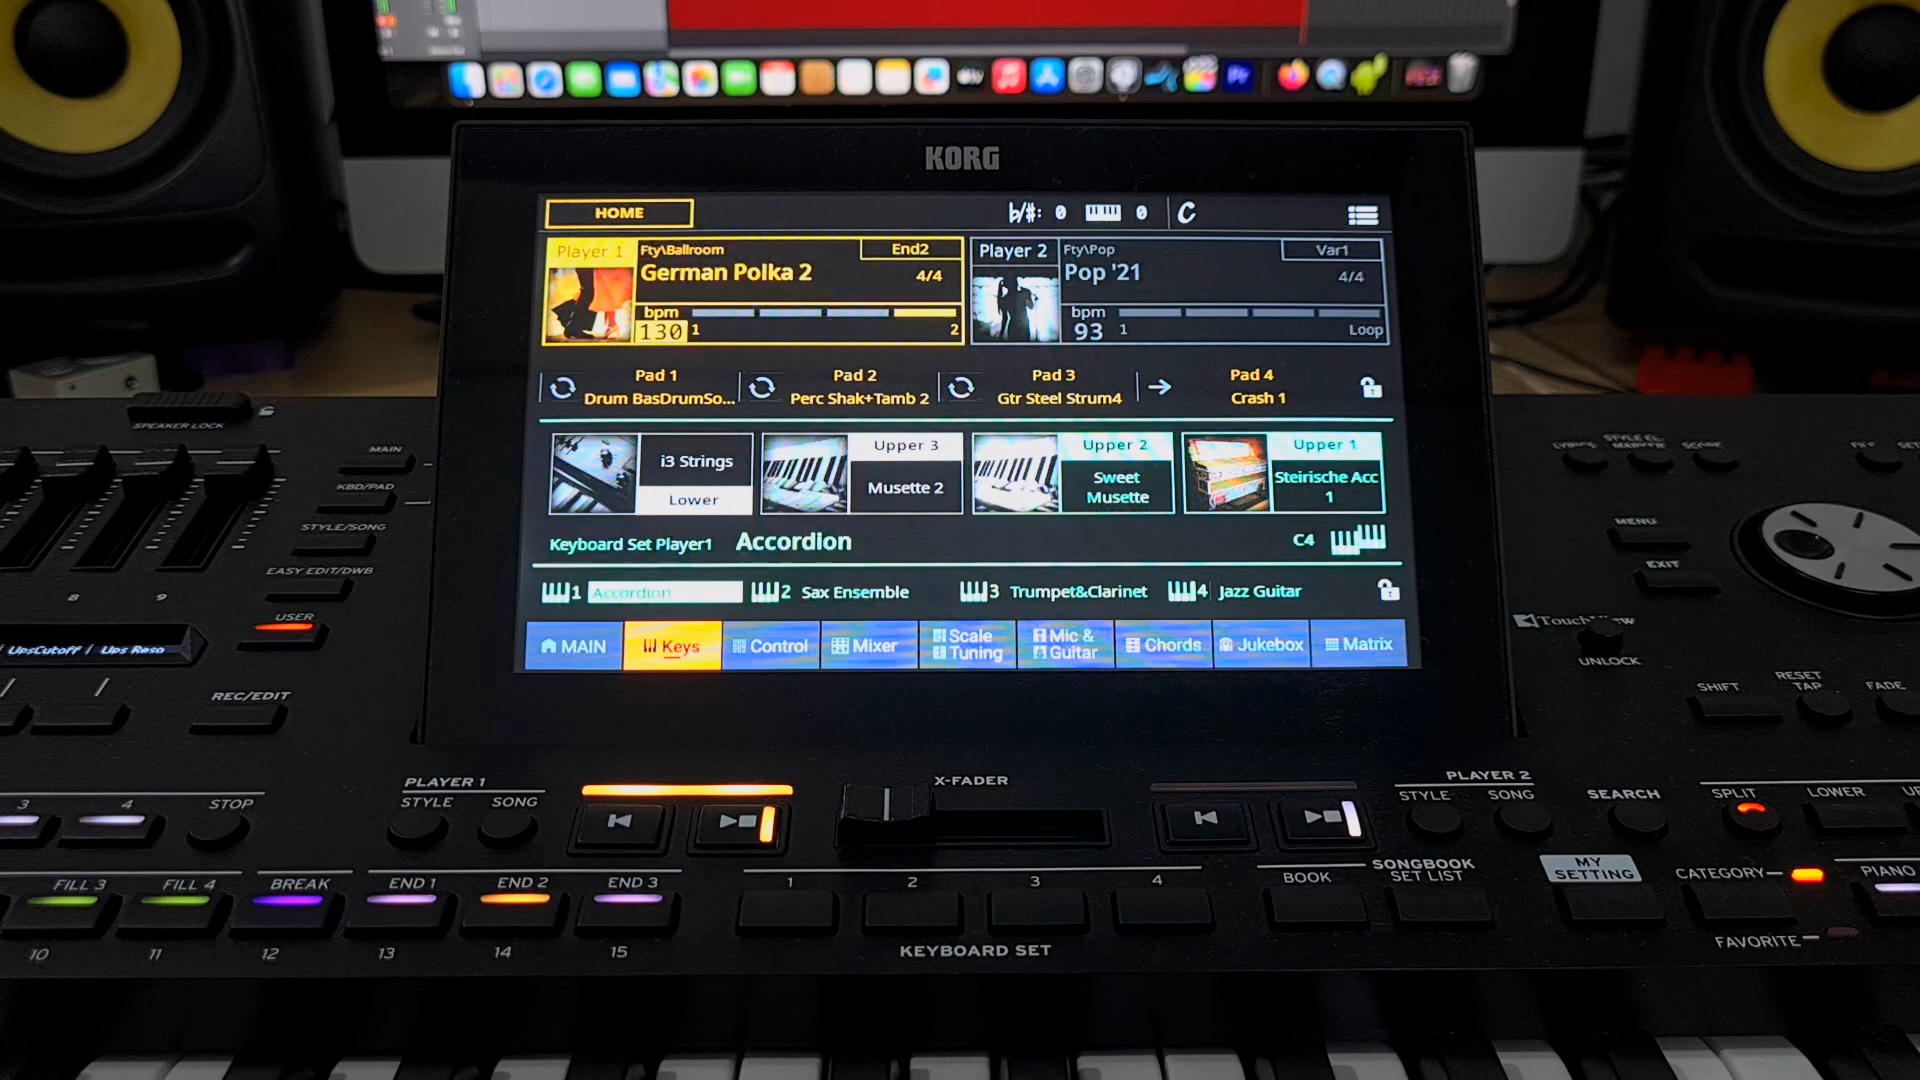 Pr
KORG
HOME
b/#: 0 0 C
Player 1
Fty\Ballroom
End2
German Polka 2
4/4
bpm
130 1 2
Player 2
Fty\Pop
Var1
Pop '21
4/4
bpm
93 1 Loop
Pad 1
Drum BasDrumSo...
Pad 2
Perc Shak+Tamb 2
Pad 3
Gtr Steel Strum4
Pad 4
Crash 1
i3 Strings
Lower
Upper 3
Musette 2
Upper 2
Sweet
Musette
Upper 1
Steirische Acc
1
Keyboard Set Player1 Accordion C4
1 Accordion 2 Sax Ensemble 3 Trumpet&Clarinet 4 Jazz Guitar
MAIN Keys Control Mixer Scale Tuning Mic & Guitar Chords Jukebox Matrix
SPEAKER LOCK
MAIN
KBD/PAD
STYLE/SONG
EASY EDIT/DWB
8 9
USER
UpsCutoff Ups Reso
REC/EDIT
MENU
EXIT
UNLOCK
SHIFT
RESET
TAP
FADE
3 4 STOP
PLAYER 1
STYLE SONG
X-FADER
PLAYER 2
STYLE SONG
SEARCH
SPLIT LOWER
FILL 3 FILL 4 BREAK END 1 END 2 END 3
10 11 12 13 14 15
1 2 3 4
KEYBOARD SET
BOOK
SONGBOOK
SET LIST
MY
SETTING
CATEGORY
FAVORITE
PIANO